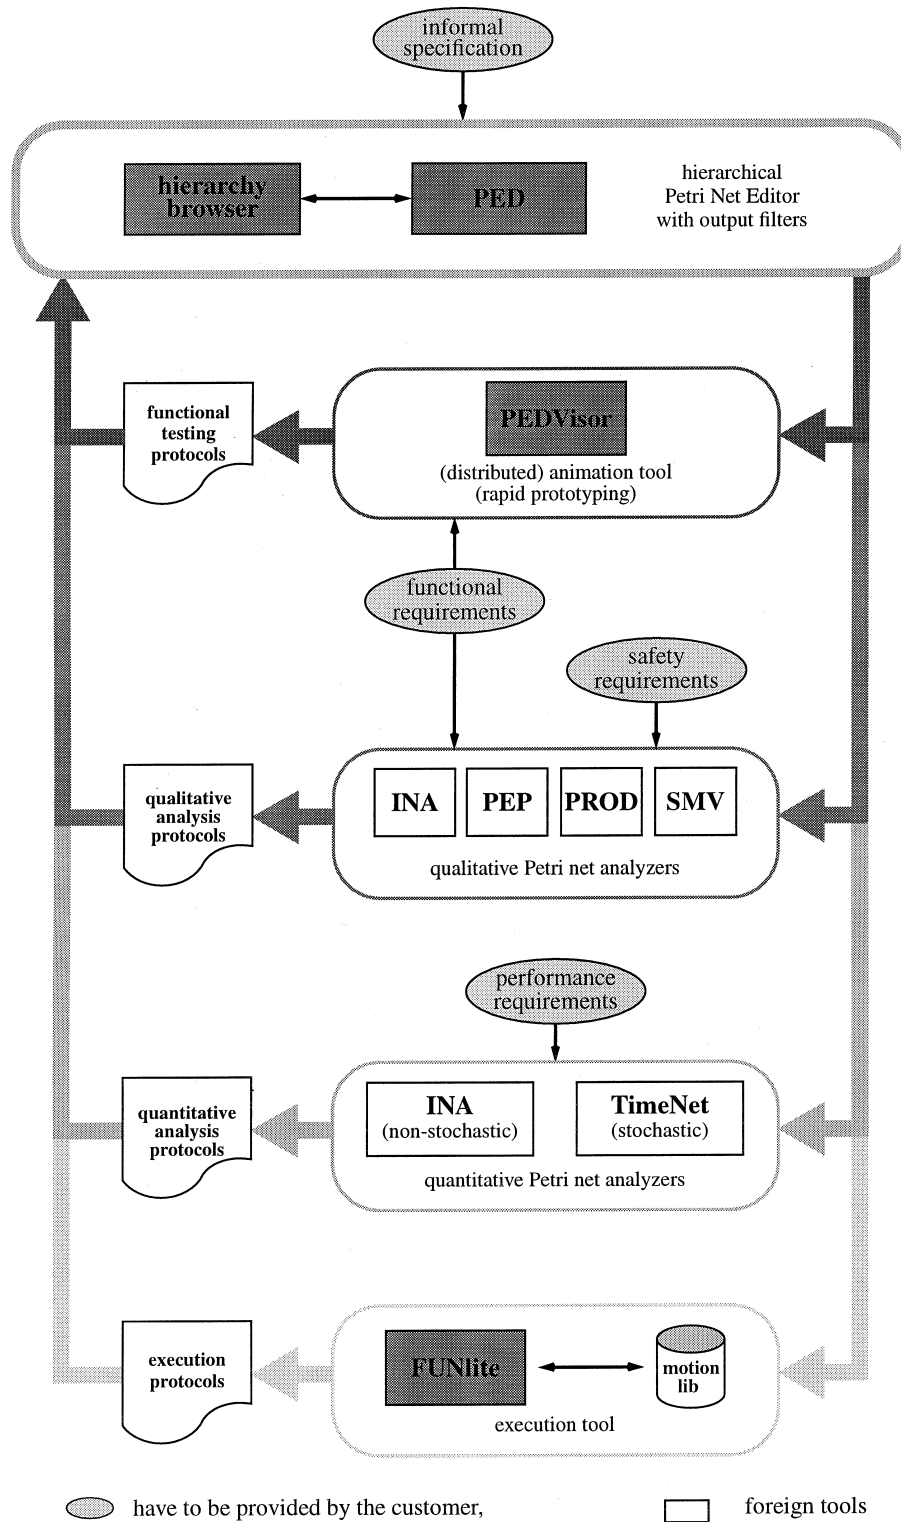 informal
specification
hierarchy
browser
PED
hierarchical
Petri Net Editor
with output filters
functional
testing
protocols
PEDVisor
(distributed) animation tool
(rapid prototyping)
functional
requirements
safety
requirements
qualitative
analysis
protocols
INA
PEP
PROD
SMV
qualitative Petri net analyzers
performance
requirements
quantitative
analysis
protocols
INA
(non-stochastic)
TimeNet
(stochastic)
quantitative Petri net analyzers
execution
protocols
FUNlite
motion
lib
execution tool
have to be provided by the customer,
foreign tools